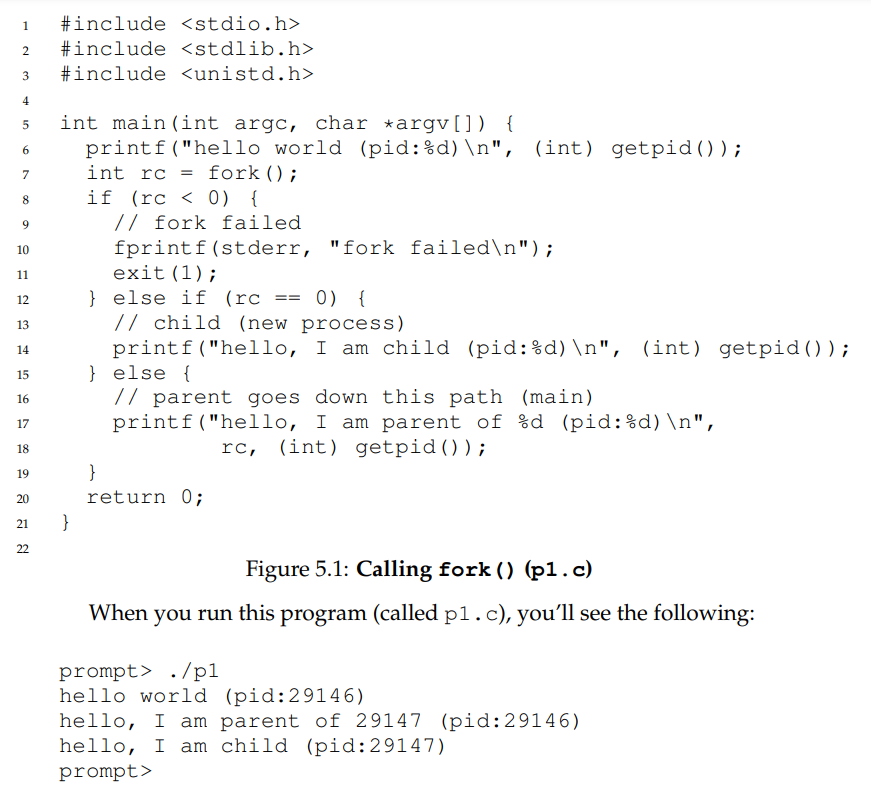 1 #include <stdio.h>
2 #include <stdlib.h>
3 #include <unistd.h>
4
5 int main(int argc, char *argv[]) {
6 printf("hello world (pid:%d)\n", (int) getpid());
7 int rc = fork();
8 if (rc < 0) {
9 // fork failed
10 fprintf(stderr, "fork failed\n");
11 exit(1);
12 } else if (rc == 0) {
13 // child (new process)
14 printf("hello, I am child (pid:%d)\n", (int) getpid());
15 } else {
16 // parent goes down this path (main)
17 printf("hello, I am parent of %d (pid:%d)\n",
18 rc, (int) getpid());
19 }
20 return 0;
21 }
22
Figure 5.1: Calling fork() (p1.c)
When you run this program (called p1.c), you'll see the following:
prompt> ./p1
hello world (pid:29146)
hello, I am parent of 29147 (pid:29146)
hello, I am child (pid:29147)
prompt>